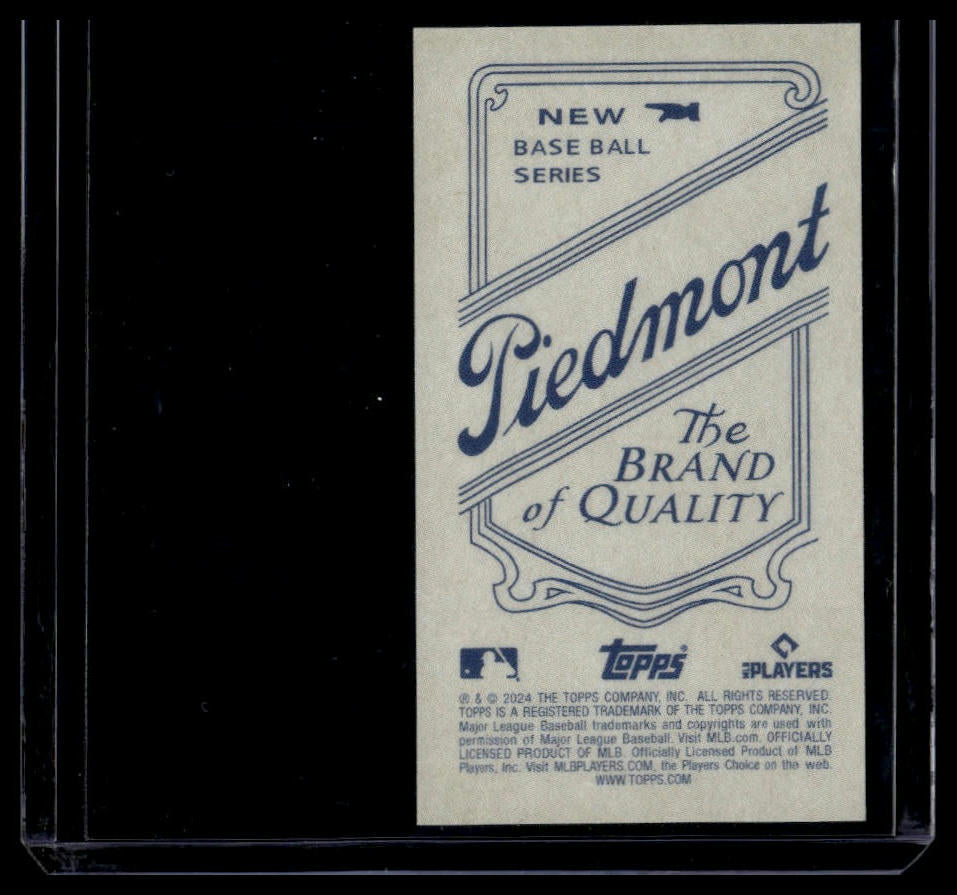 NEW
BASE BALL
SERIES
Piedmont
The
BRAND
of QUALITY
topps
MLB PLAYERS
® & © 2024 THE TOPPS COMPANY, INC. ALL RIGHTS RESERVED.
TOPPS IS A REGISTERED TRADEMARK OF THE TOPPS COMPANY, INC.
Major League Baseball trademarks and copyrights are used with
permission of Major League Baseball. Visit MLB.com. OFFICIALLY
LICENSED PRODUCT OF MLB. Officially Licensed Product of MLB
Players, Inc. Visit MLBPLAYERS.COM, the Players Choice on the web.
WWW.TOPPS.COM